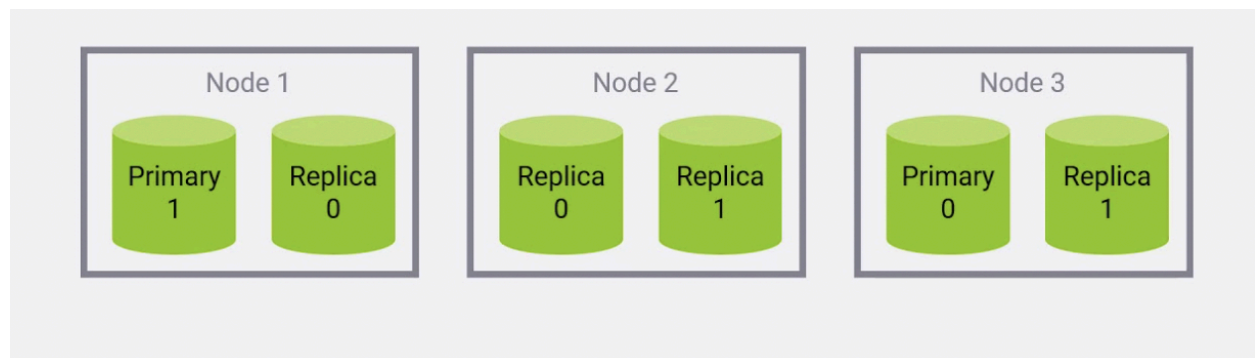 Node 1
Primary
1
Replica
0
Node 2
Replica
0
Replica
1
Node 3
Primary
0
Replica
1